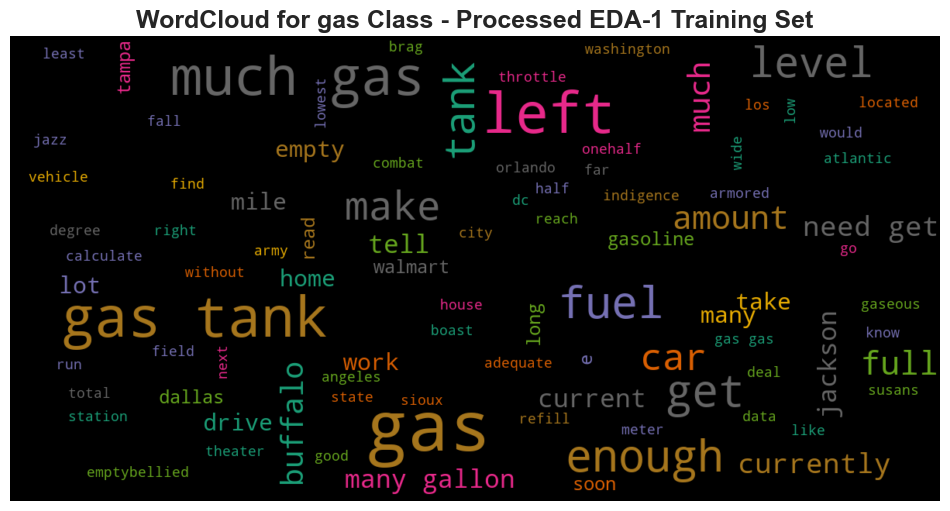 WordCloud for gas Class - Processed EDA-1 Training Set
least
tampa
brag
washington
much gas
tank
throttle
left
much
level
lowest
los
low
located
jazz
fall
empty
onehalf
would
combat
orlando
far
wide
atlantic
vehicle
find
mile
make
dc
half
indigence
armored
degree
right
read
tell
city
reach
gasoline
amount
need get
calculate
army
walmart
go
lot
without
home
gas tank
house
fuel
many
take
gaseous
boast
long
gas gas
know
run
field
next
work
adequate
e
car
jackson
full
total
angeles
deal
susans
dallas
state
sioux
current
get
station
drive
buffalo
gas
refill
meter
data
like
theater
good
enough
currently
emptybellied
many gallon
soon